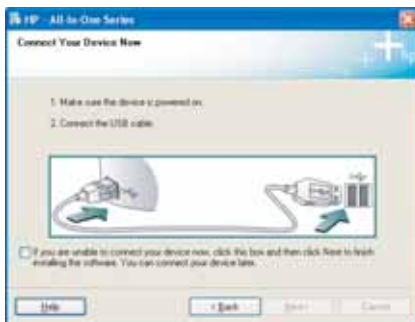 HP - All-in-One Series
Connect Your Device Now
1. Make sure the device is powered on.
2. Connect the USB cable.
If you are unable to connect your device now, click this box and then click Next to finish
installing the software. You can connect your device later.
Help
< Back
Next >
Cancel